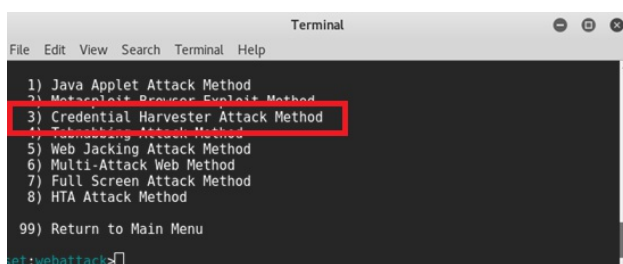 Terminal
File Edit View Search Terminal Help
1) Java Applet Attack Method
2) Metasploit Browser Exploit Method
3) Credential Harvester Attack Method
4) Tabnabbing Attack Method
5) Web Jacking Attack Method
6) Multi-Attack Web Method
7) Full Screen Attack Method
8) HTA Attack Method
99) Return to Main Menu
set:webattack>